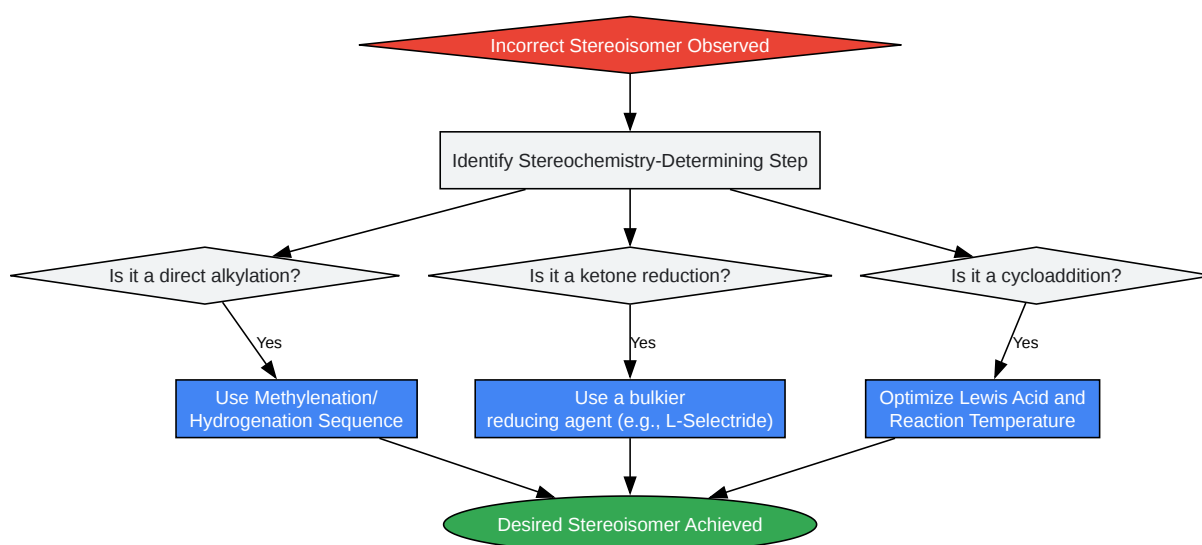 Incorrect Stereoisomer Observed
Identify Stereochemistry-Determining Step
Is it a direct alkylation?
Is it a ketone reduction?
Is it a cycloaddition?
Yes
Yes
Yes
Use Methylenation/
Hydrogenation Sequence
Use a bulkier
reducing agent (e.g., L-Selectride)
Optimize Lewis Acid and
Reaction Temperature
Desired Stereoisomer Achieved